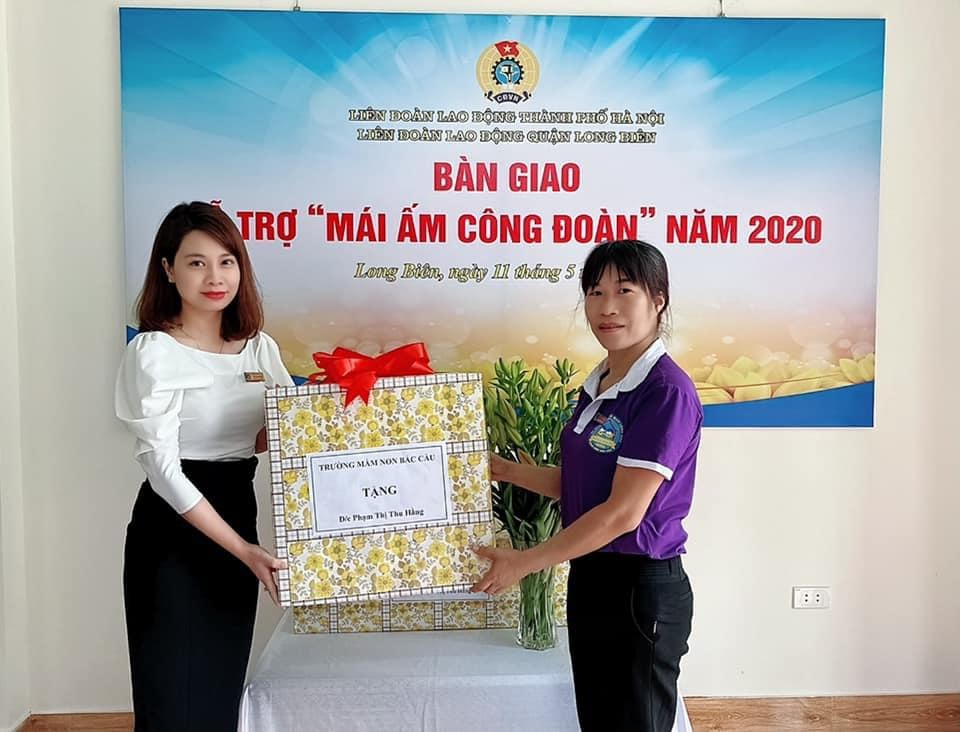 CĐVN
LIÊN ĐOÀN LAO ĐỘNG THÀNH PHỐ HÀ NỘI
LIÊN ĐOÀN LAO ĐỘNG QUẬN LONG BIÊN
BÀN GIAO
TRỢ "MÁI ẤM CÔNG ĐOÀN" NĂM 2020
Long Biên, ngày 11 tháng 5
TRƯỜNG MẦM NON BẮC CẦU
TẶNG
Đ/c Phạm Thị Thu Hằng